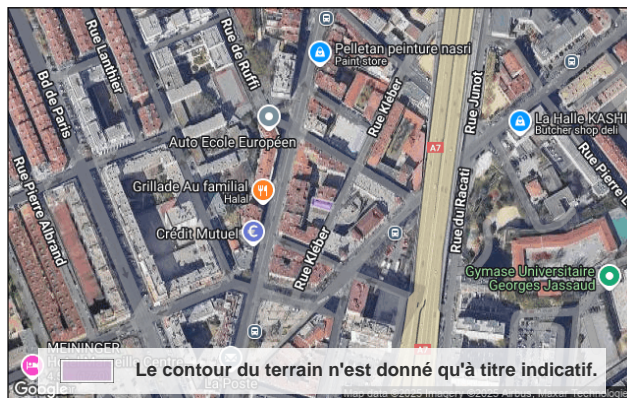 Rue Lanthier
Rue de Ruffi
Bd de Paris
Pelletan peinture nasri
Paint store
Rue Kléber
Rue Junot
La Halle KASHI
Butcher shop deli
Auto Ecole Européen
A7
Rue Pierre
Grillade Au familial
Halal
Rue Pierre Albrand
Crédit Mutuel
Rue Kléber
Rue du Racati
Gymase Universitaire
Georges Jassaud
MEININGER
Le contour du terrain n'est donné qu'à titre indicatif.
La Poste
Google
Map data ©2025 Imagery ©2025 Airbus, Maxar Technologies